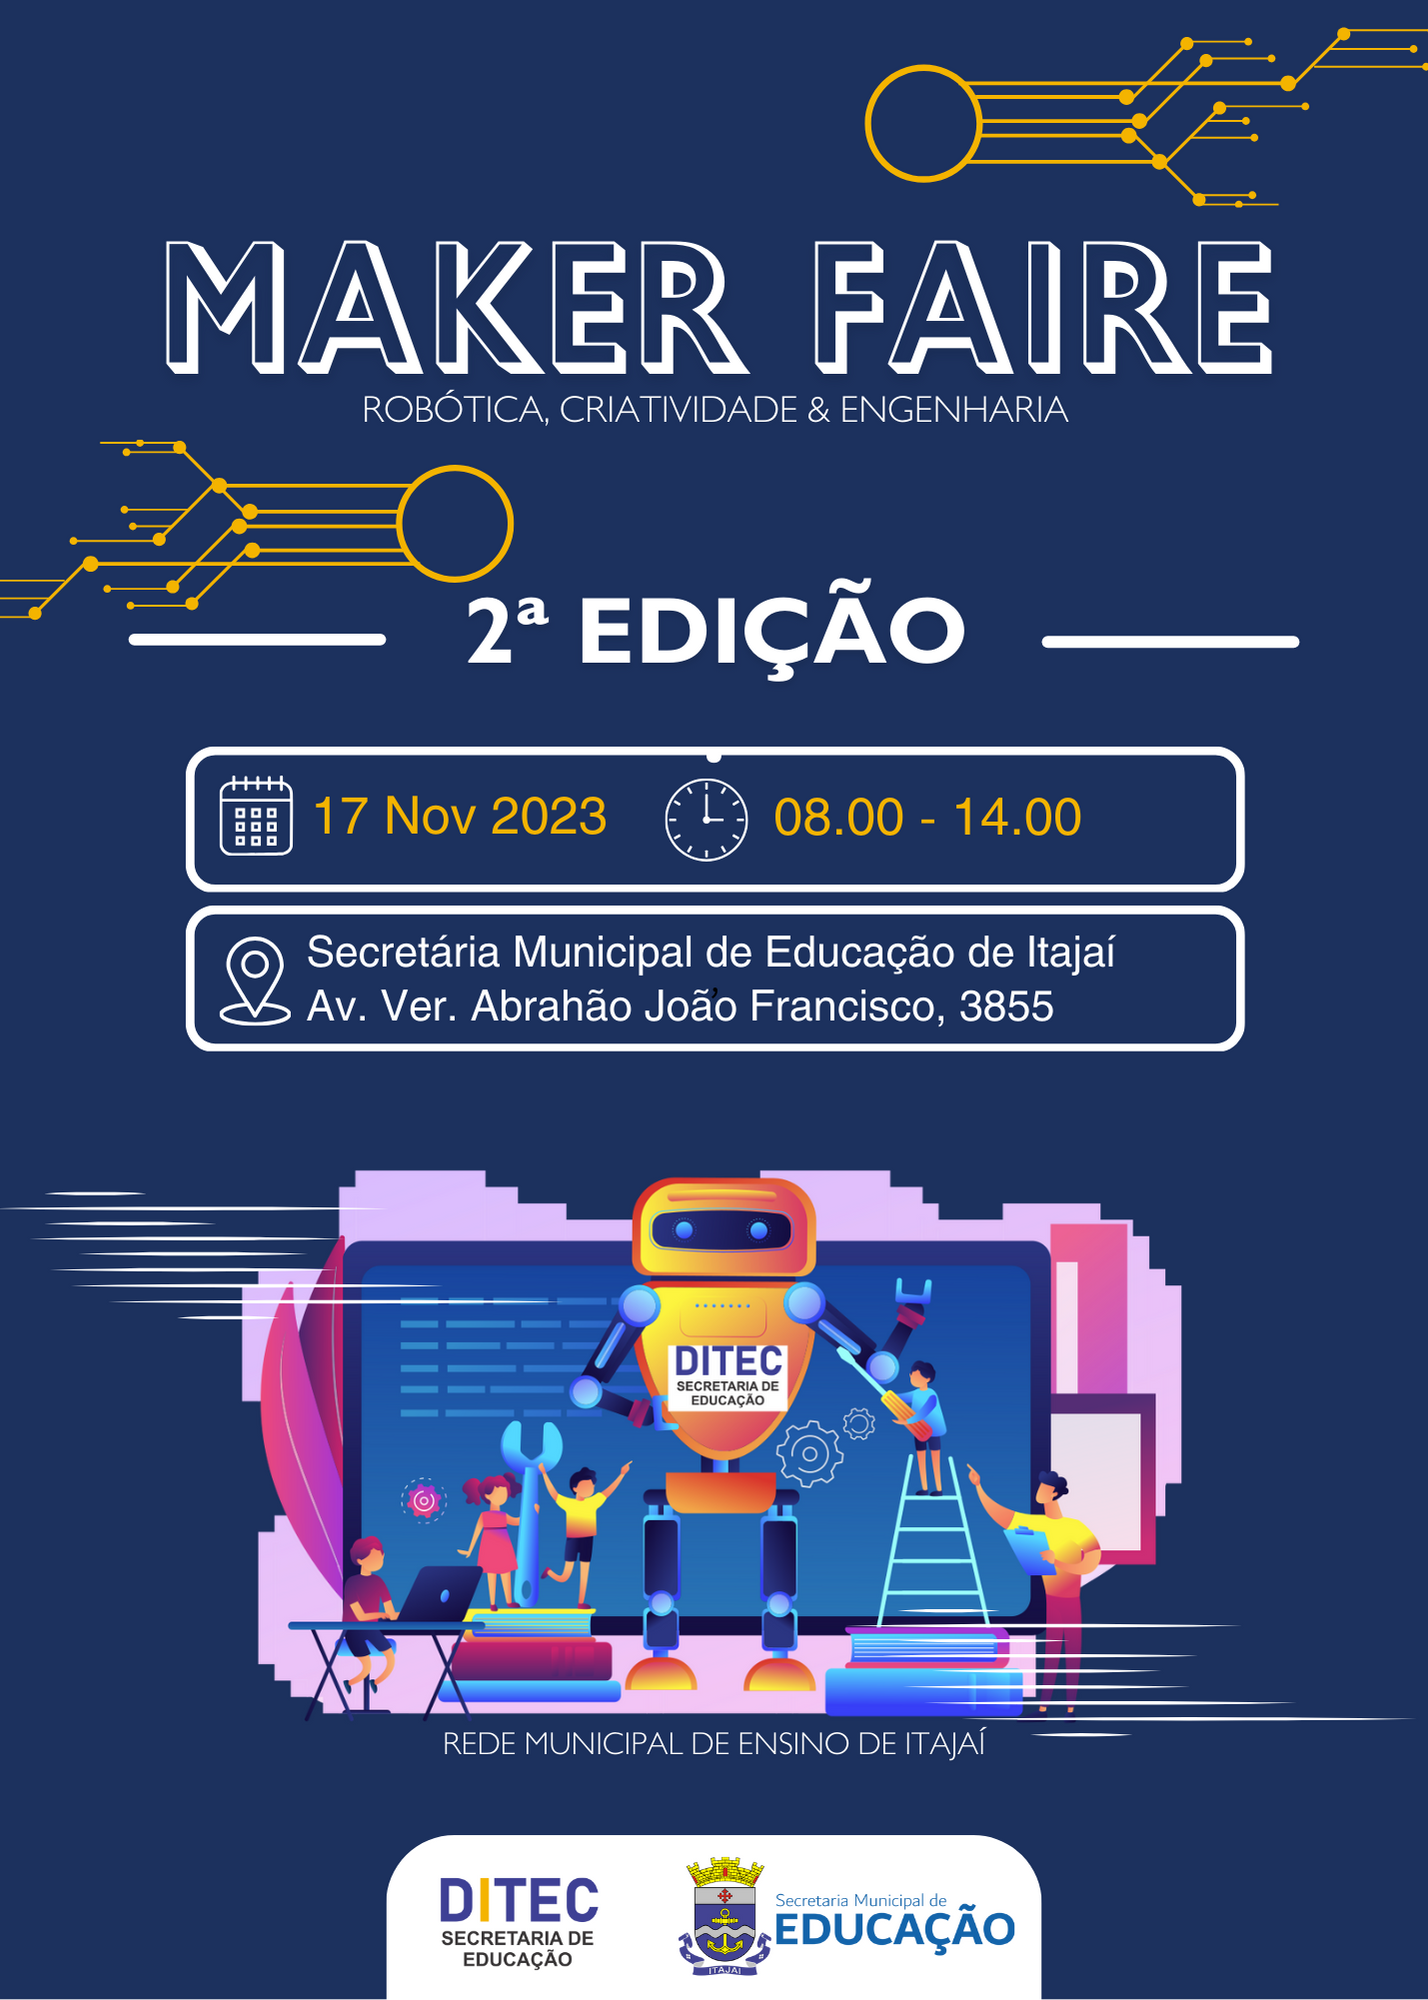 MAKER FAIRE
ROBÓTICA, CRIATIVIDADE & ENGENHARIA
2ª EDIÇÃO
17 Nov 2023 08.00 - 14.00
Secretária Municipal de Educação de Itajaí
Av. Ver. Abrahão João Francisco, 3855
DITEC
SECRETARIA DE
EDUCAÇÃO
REDE MUNICIPAL DE ENSINO DE ITAJAÍ
DITEC
SECRETARIA DE
EDUCAÇÃO
ITAJAÍ
Secretaria Municipal de
EDUCAÇÃO